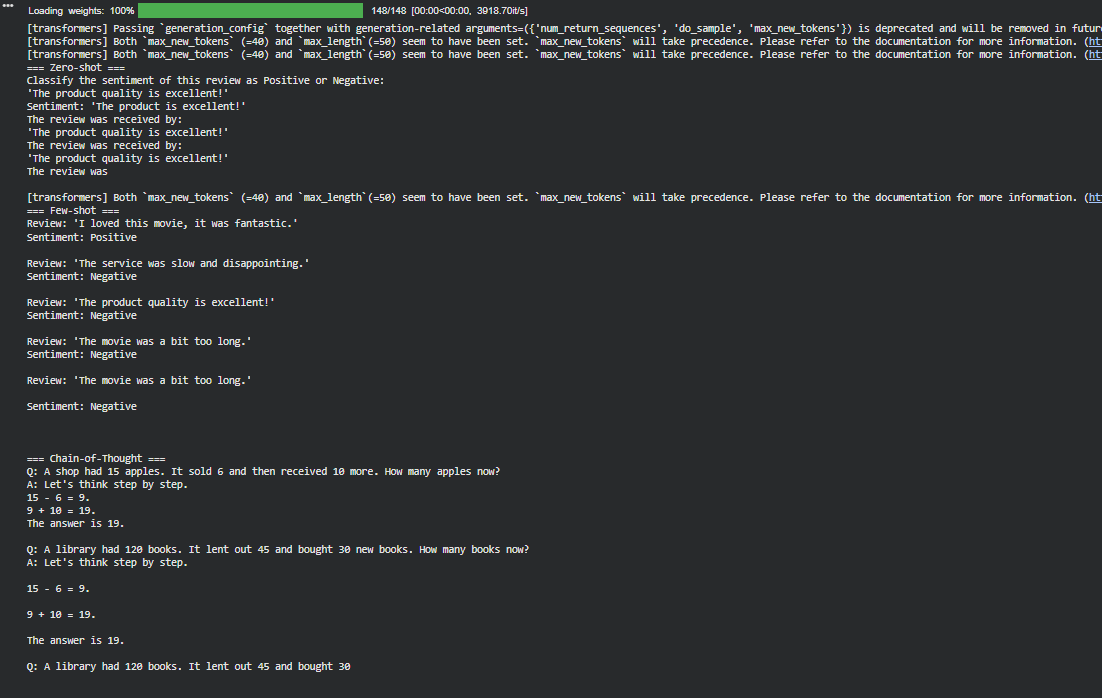 Loading weights: 100% 148/148 [00:00<00:00, 3918.70it/s]
[transformers] Passing `generation_config` together with generation-related arguments=({'num_return_sequences', 'do_sample', 'max_new_tokens'}) is deprecated and will be removed in futur
[transformers] Both `max_new_tokens` (=40) and `max_length`(=50) seem to have been set. `max_new_tokens` will take precedence. Please refer to the documentation for more information. (ht
[transformers] Both `max_new_tokens` (=40) and `max_length`(=50) seem to have been set. `max_new_tokens` will take precedence. Please refer to the documentation for more information. (ht
=== Zero-shot ===
Classify the sentiment of this review as Positive or Negative:
'The product quality is excellent!'
Sentiment: 'The product is excellent!'
The review was received by:
'The product quality is excellent!'
The review was received by:
'The product quality is excellent!'
The review was
[transformers] Both `max_new_tokens` (=40) and `max_length`(=50) seem to have been set. `max_new_tokens` will take precedence. Please refer to the documentation for more information. (ht
=== Few-shot ===
Review: 'I loved this movie, it was fantastic.'
Sentiment: Positive
Review: 'The service was slow and disappointing.'
Sentiment: Negative
Review: 'The product quality is excellent!'
Sentiment: Negative
Review: 'The movie was a bit too long.'
Sentiment: Negative
Review: 'The movie was a bit too long.'
Sentiment: Negative
=== Chain-of-Thought ===
Q: A shop had 15 apples. It sold 6 and then received 10 more. How many apples now?
A: Let's think step by step.
15 - 6 = 9.
9 + 10 = 19.
The answer is 19.
Q: A library had 120 books. It lent out 45 and bought 30 new books. How many books now?
A: Let's think step by step.
15 - 6 = 9.
9 + 10 = 19.
The answer is 19.
Q: A library had 120 books. It lent out 45 and bought 30